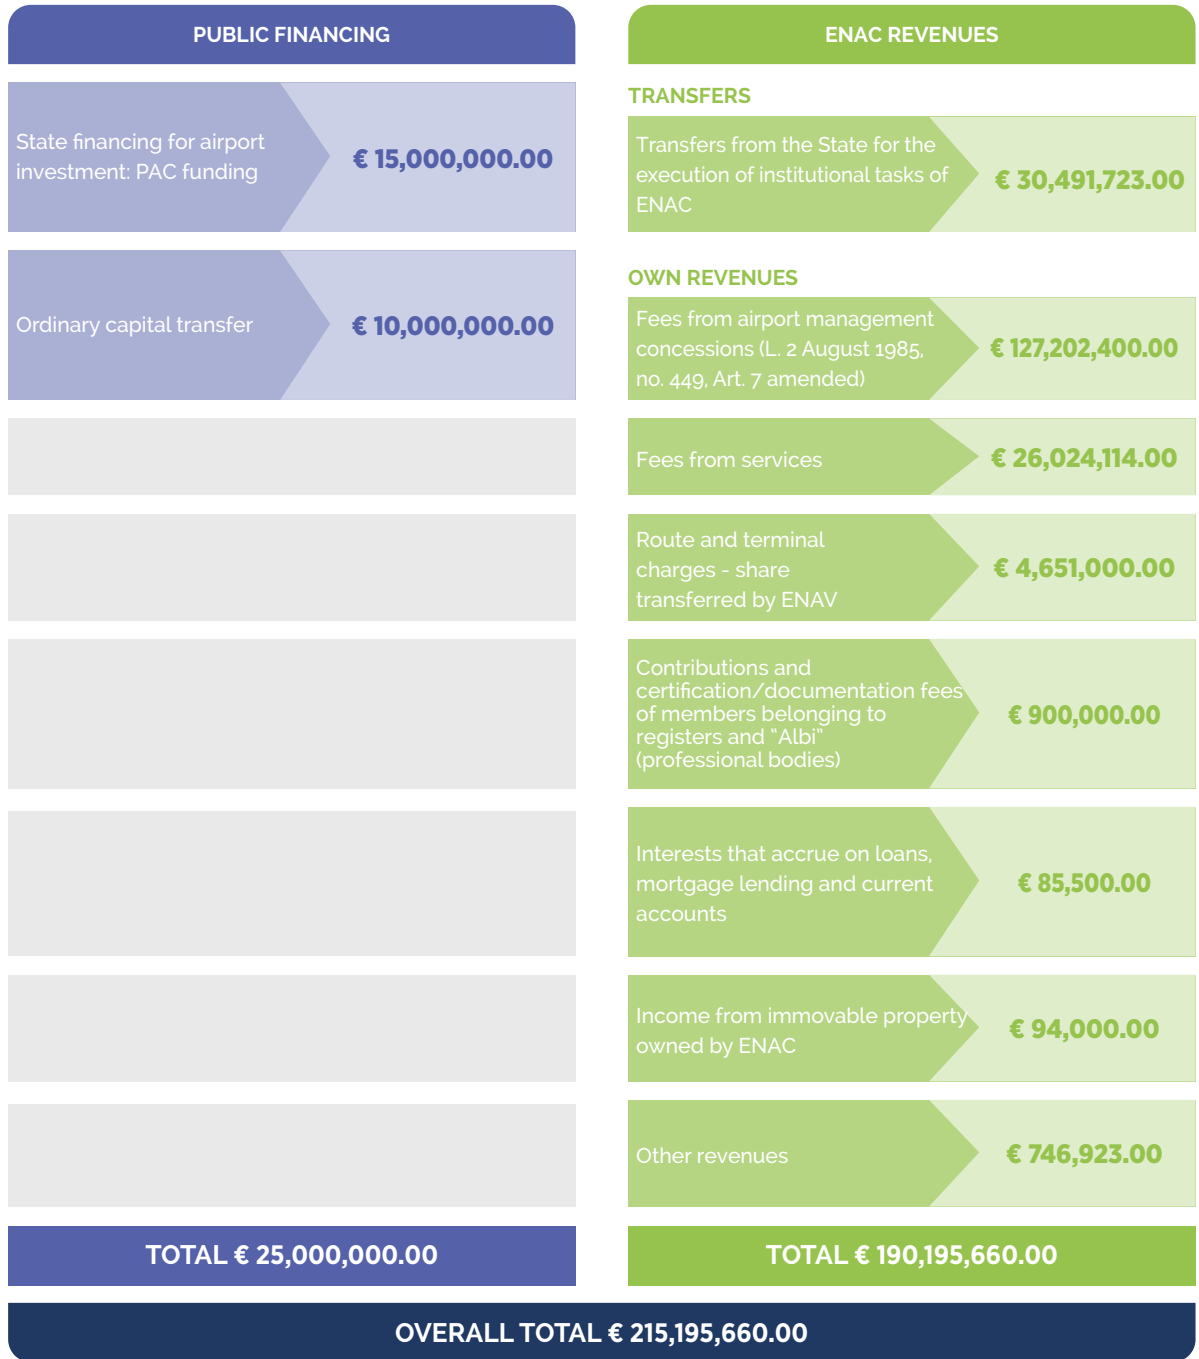 PUBLIC FINANCING
State financing for airport
investment: PAC funding
€ 15,000,000.00
Ordinary capital transfer
€ 10,000,000.00
TOTAL € 25,000,000.00
ENAC REVENUES
TRANSFERS
Transfers from the State for the
execution of institutional tasks of
ENAC
€ 30,491,723.00
OWN REVENUES
Fees from airport management
concessions (L. 2 August 1985,
no. 449, Art. 7 amended)
€ 127,202,400.00
Fees from services
€ 26,024,114.00
Route and terminal
charges - share
transferred by ENAV
€ 4,651,000.00
Contributions and
certification/documentation fees
of members belonging to
registers and “Albi”
(professional bodies)
€ 900,000.00
Interests that accrue on loans,
mortgage lending and current
accounts
€ 85,500.00
Income from immovable property
owned by ENAC
€ 94,000.00
Other revenues
€ 746,923.00
TOTAL € 190,195,660.00
OVERALL TOTAL € 215,195,660.00